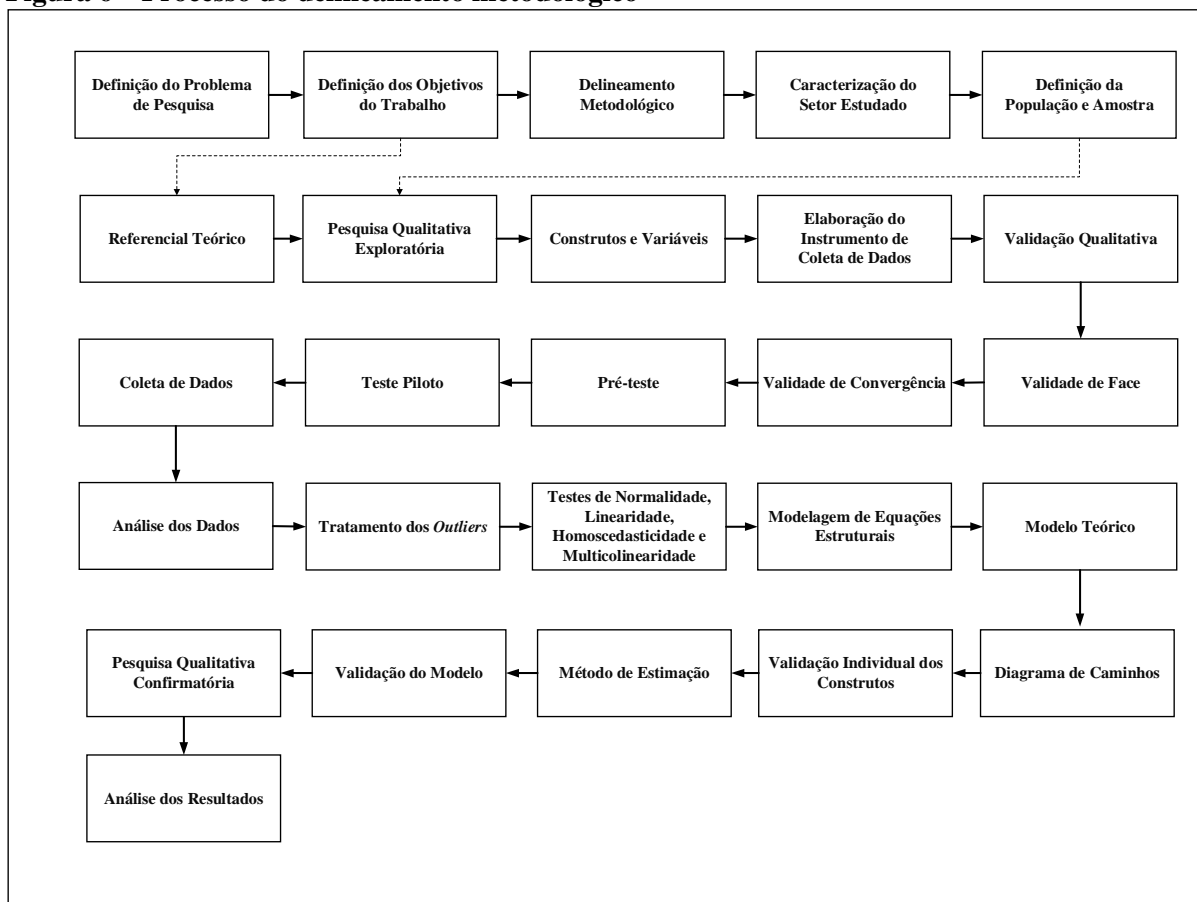 Figura 6 – Processo do delineamento metodológico
Definição do Problema
de Pesquisa
Definição dos Objetivos
do Trabalho
Delineamento
Metodológico
Caracterização do
Setor Estudado
Definição da
População e Amostra
Referencial Teórico
Pesquisa Qualitativa
Exploratória
Construtos e Variáveis
Elaboração do
Instrumento de
Coleta de Dados
Validação Qualitativa
Coleta de Dados
Teste Piloto
Pré-teste
Validade de Convergência
Validade de Face
Análise dos Dados
Tratamento dos Outliers
Testes de Normalidade,
Linearidade,
Homoscedasticidade e
Multicolinearidade
Modelagem de Equações
Estruturais
Modelo Teórico
Pesquisa Qualitativa
Confirmatória
Validação do Modelo
Método de Estimação
Validação Individual dos
Construtos
Diagrama de Caminhos
Análise dos Resultados